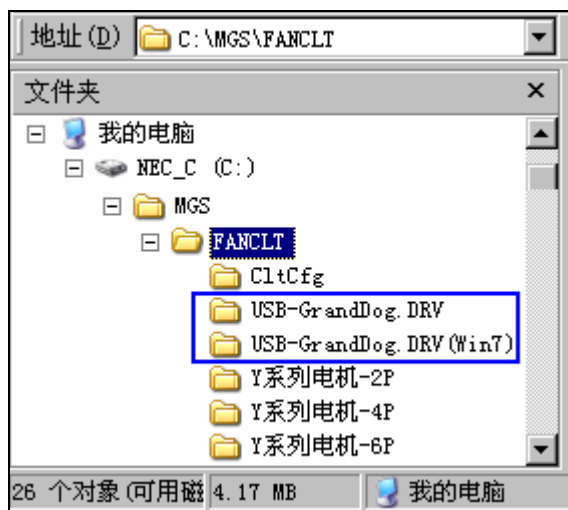 地址(D) C:\MGS\FANCLT
文件夹 ×
我的电脑
NEC_C (C:)
MGS
FANCLT
CltCfg
USB-GrandDog.DRV
USB-GrandDog.DRV(Win7)
Y系列电机-2P
Y系列电机-4P
Y系列电机-6P
26 个对象(可用磁 4.17 MB 我的电脑